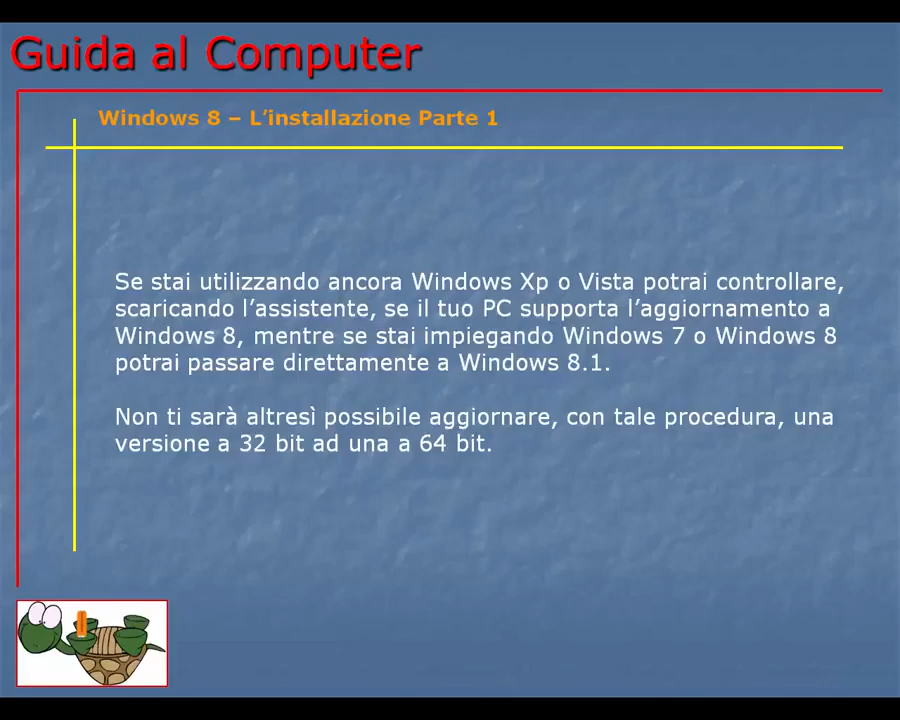 Guida al Computer
Windows 8 – L’installazione Parte 1
Se stai utilizzando ancora Windows Xp o Vista potrai controllare,
scaricando l’assistente, se il tuo PC supporta l’aggiornamento a
Windows 8, mentre se stai impiegando Windows 7 o Windows 8
potrai passare direttamente a Windows 8.1.
Non ti sarà altresì possibile aggiornare, con tale procedura, una
versione a 32 bit ad una a 64 bit.